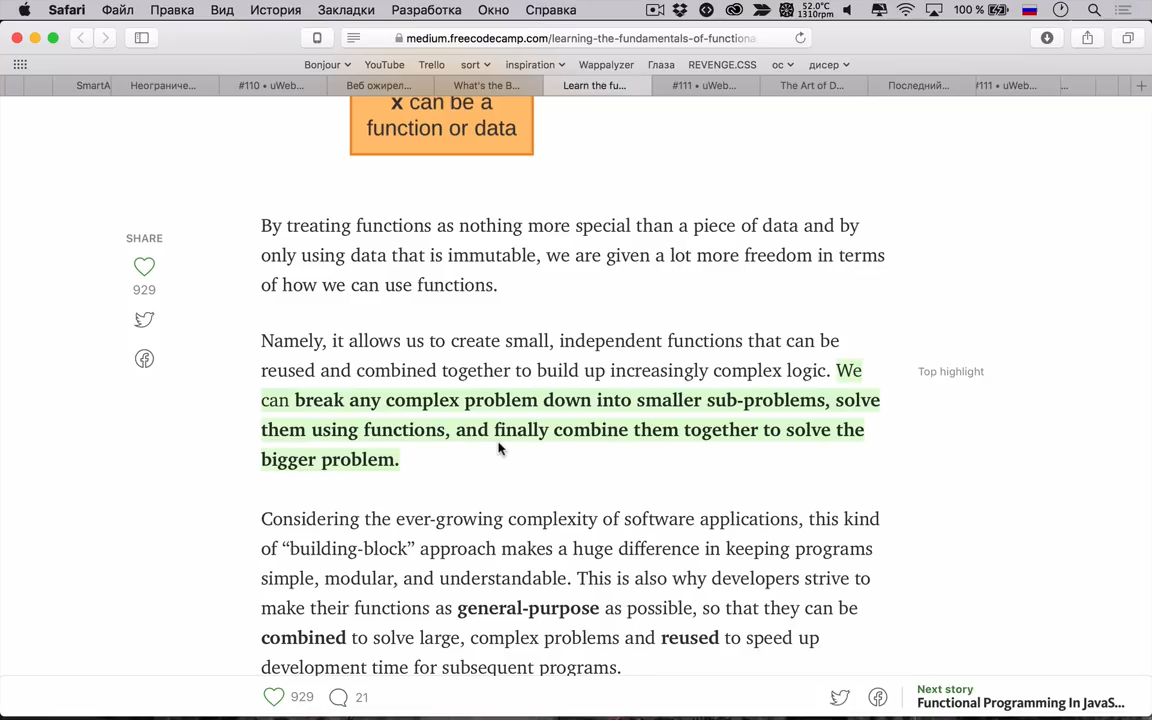 Safari Файл Правка Вид История Закладки Разработка Окно Справка 52.0°C 1310rpm 100 %
medium.freecodecamp.com/learning-the-fundamentals-of-functiona
Bonjour YouTube Trello sort inspiration Wappalyzer Глаза REVENGE.CSS ос дисер
SmartA Неограниче... #110 • uWeb... Веб ожирел... What's the B... Learn the fu... #111 • uWeb... The Art of D... Последний... #111 • uWeb... ...
x can be a
function or data
By treating functions as nothing more special than a piece of data and by
only using data that is immutable, we are given a lot more freedom in terms
of how we can use functions.
SHARE
929
Namely, it allows us to create small, independent functions that can be
reused and combined together to build up increasingly complex logic. We
can break any complex problem down into smaller sub-problems, solve
them using functions, and finally combine them together to solve the
bigger problem.
Top highlight
Considering the ever-growing complexity of software applications, this kind
of “building-block” approach makes a huge difference in keeping programs
simple, modular, and understandable. This is also why developers strive to
make their functions as general-purpose as possible, so that they can be
combined to solve large, complex problems and reused to speed up
development time for subsequent programs.
929 21
Next story
Functional Programming In JavaS...